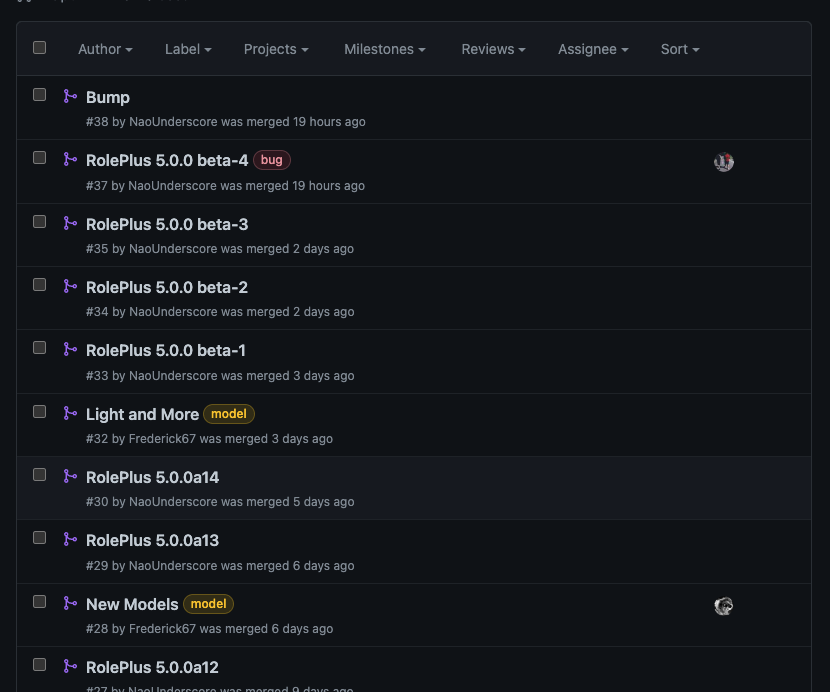 Author Label Projects Milestones Reviews Assignee Sort
Bump
#38 by NaoUnderscore was merged 19 hours ago
RolePlus 5.0.0 beta-4 bug
#37 by NaoUnderscore was merged 19 hours ago
RolePlus 5.0.0 beta-3
#35 by NaoUnderscore was merged 2 days ago
RolePlus 5.0.0 beta-2
#34 by NaoUnderscore was merged 2 days ago
RolePlus 5.0.0 beta-1
#33 by NaoUnderscore was merged 3 days ago
Light and More model
#32 by Frederick67 was merged 3 days ago
RolePlus 5.0.0a14
#30 by NaoUnderscore was merged 5 days ago
RolePlus 5.0.0a13
#29 by NaoUnderscore was merged 6 days ago
New Models model
#28 by Frederick67 was merged 6 days ago
RolePlus 5.0.0a12
#27 by NaoUnderscore was merged 9 days ago